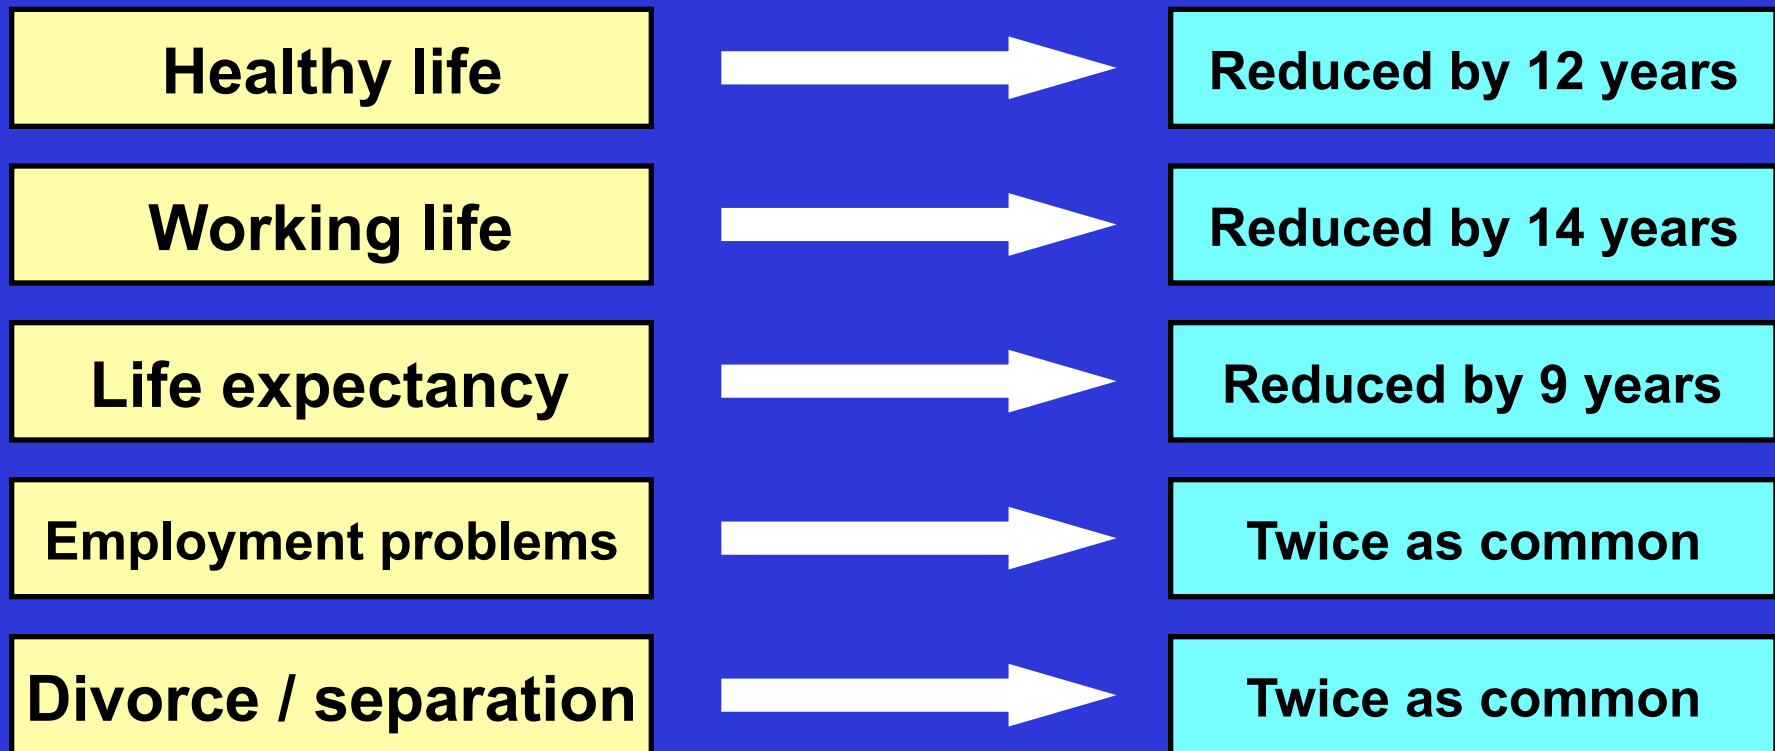 Healthy life
Reduced by 12 years
Working life
Reduced by 14 years
Life expectancy
Reduced by 9 years
Employment problems
Twice as common
Divorce / separation
Twice as common